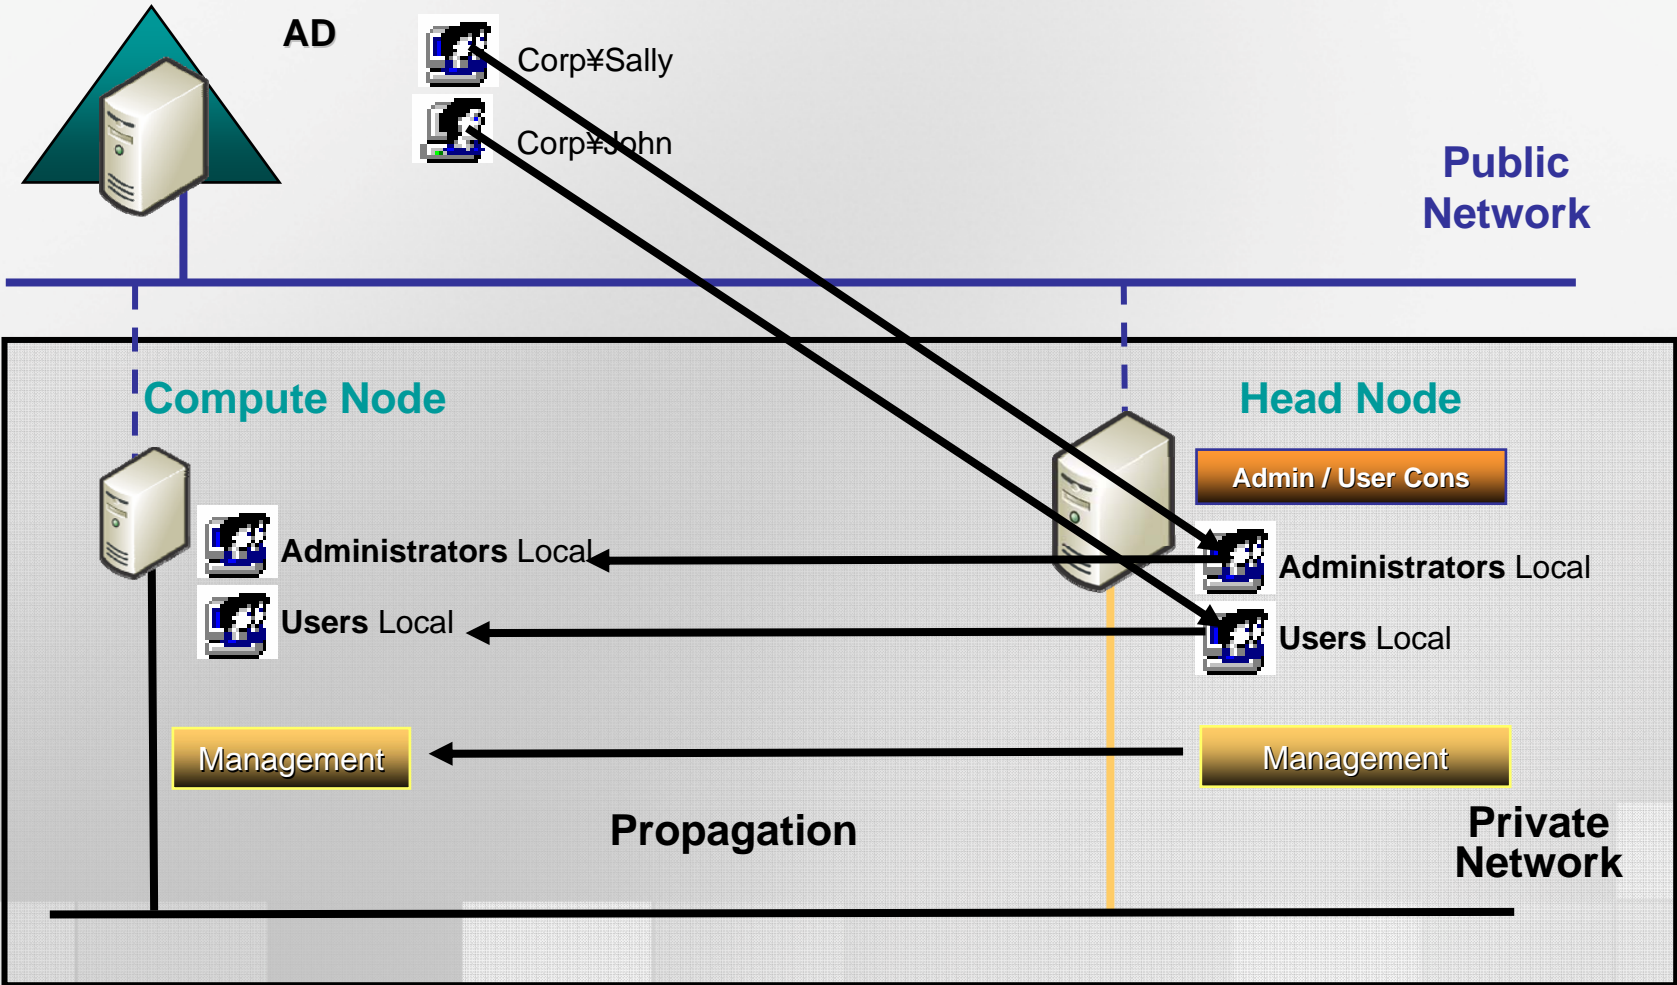 AD
Corp¥Sally
Corp¥John
Public
Network
Compute Node
Head Node
Admin / User Cons
Administrators Local
Administrators Local
Users Local
Users Local
Management
Management
Propagation
Private
Network